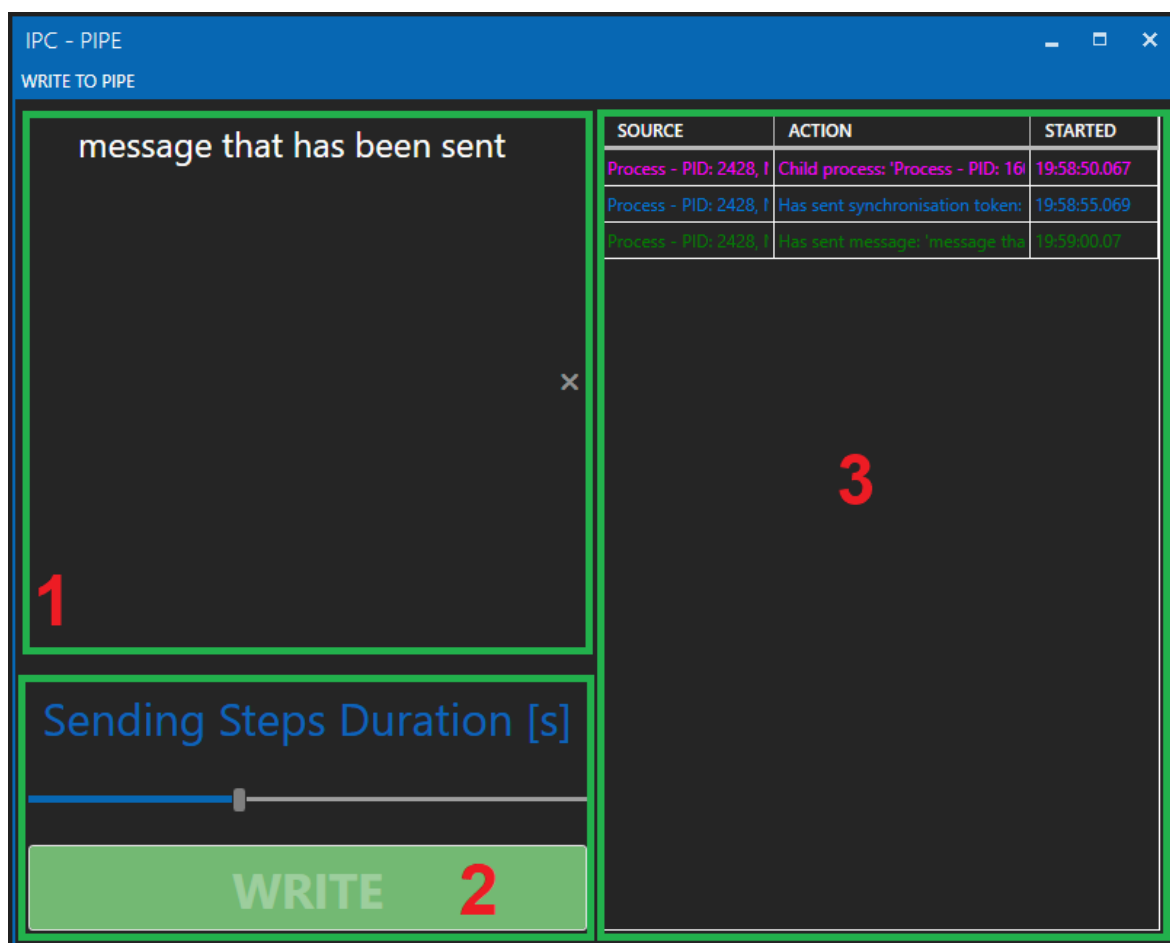 IPC - PIPE
WRITE TO PIPE
message that has been sent
1
Sending Steps Duration [s]
WRITE
2
SOURCE ACTION STARTED
Process - PID: 2428, Child process: 'Process - PID: 16 19:58:50.067
Process - PID: 2428, Has sent synchronisation token: 19:58:55.069
Process - PID: 2428, Has sent message: 'message tha 19:59:00.07
3